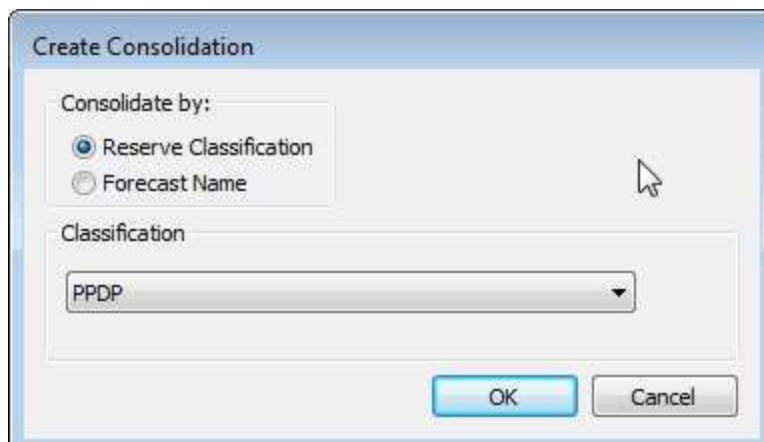 Create Consolidation
Consolidate by:
Reserve Classification
Forecast Name
Classification
PPDP
OK
Cancel